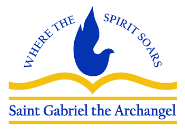 WHERE THE SPIRIT SOARS
Saint Gabriel the Archangel